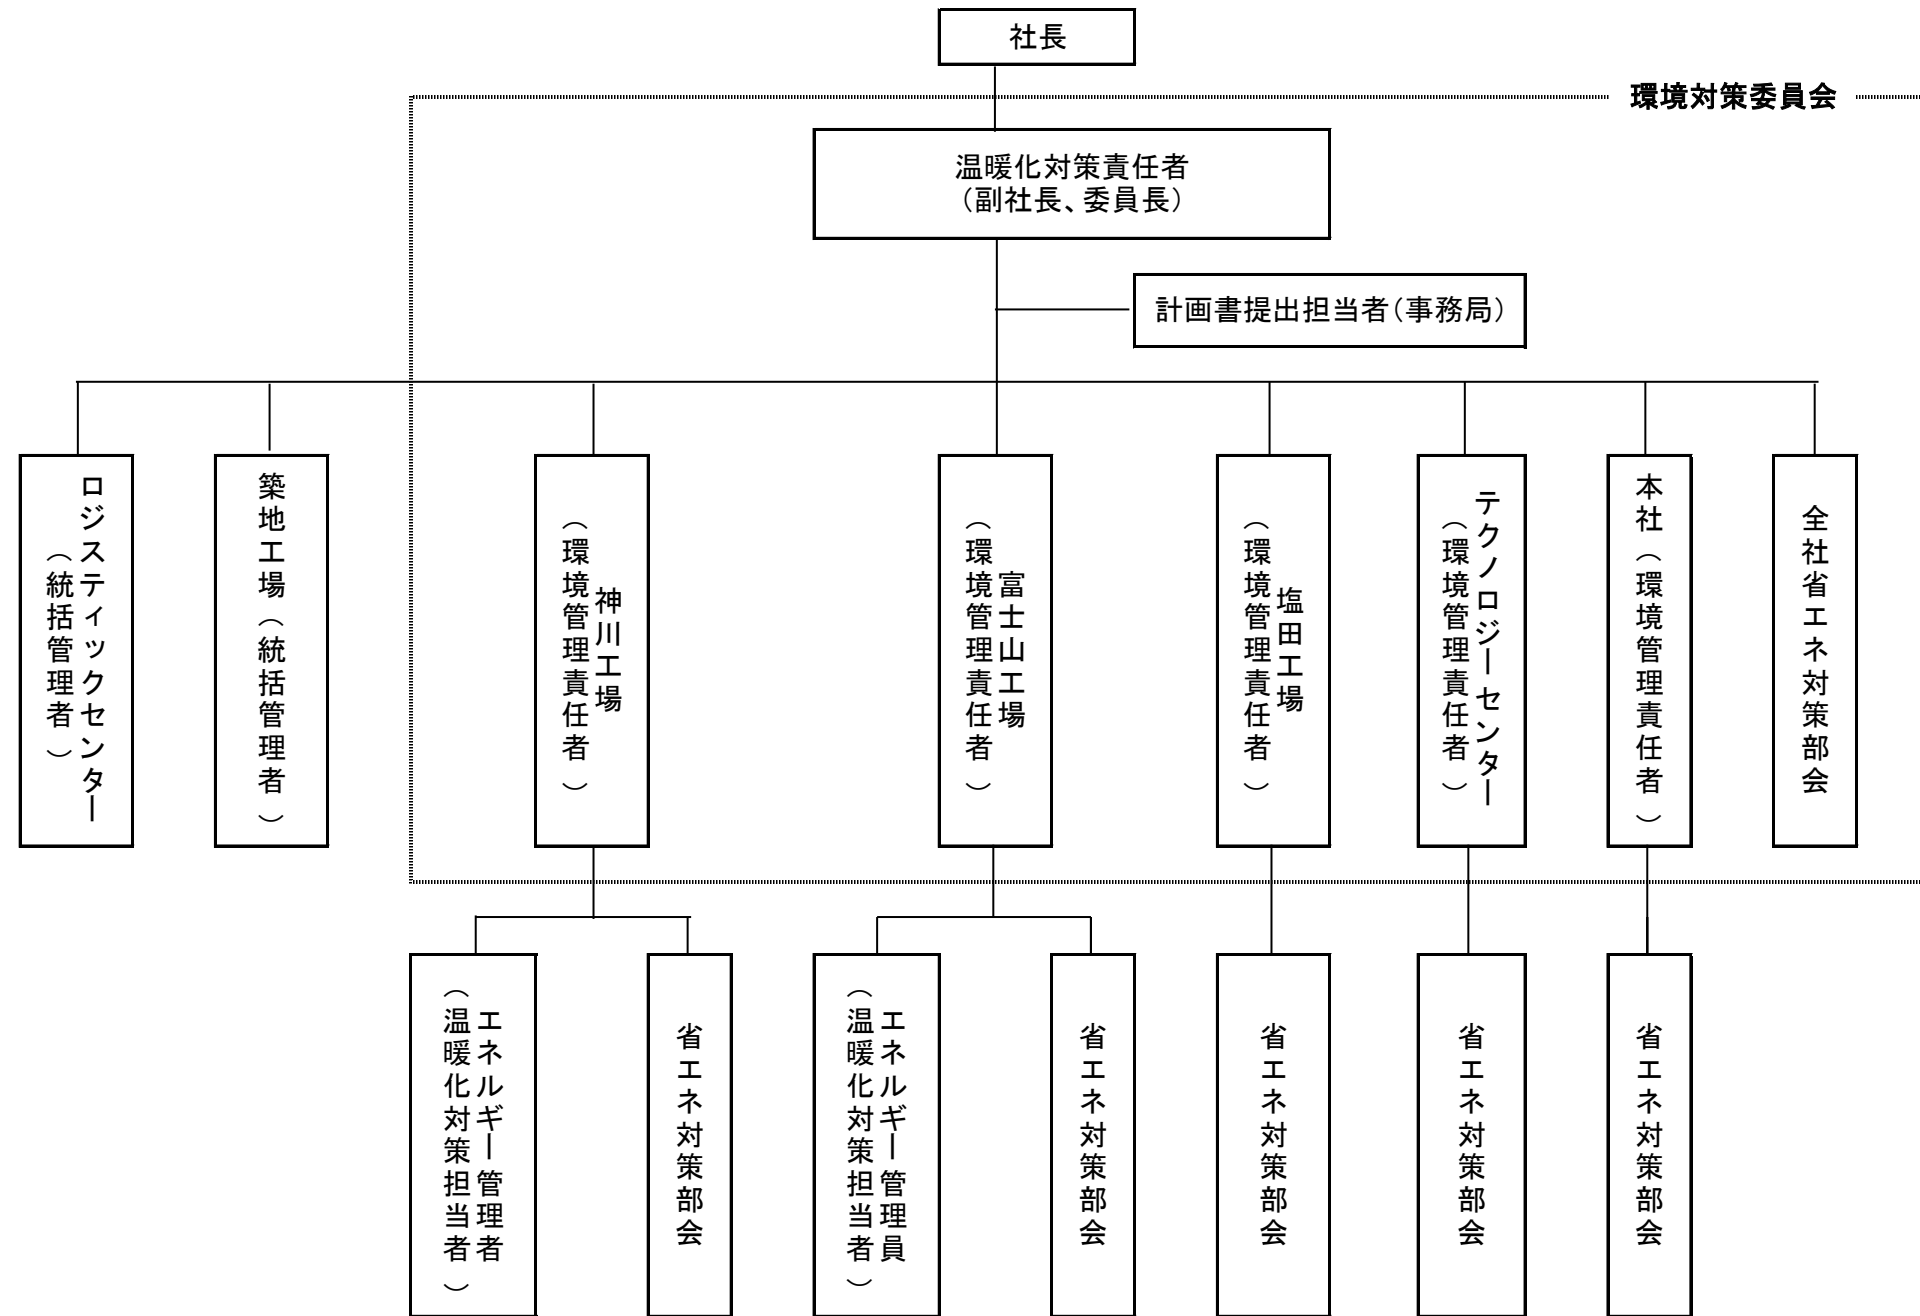 社長
環境対策委員会
温暖化対策責任者
（副社長、委員長）
計画書提出担当者（事務局）
ロジスティックセンター
（統括管理者）
築地工場（統括管理者）
神川工場
（環境管理責任者）
富士山工場
（環境管理責任者）
塩田工場
（環境管理責任者）
テクノロジーセンター
（環境管理責任者）
本社（環境管理責任者）
全社省エネ対策部会
エネルギー管理者
（温暖化対策担当者）
省エネ対策部会
エネルギー管理員
（温暖化対策担当者）
省エネ対策部会
省エネ対策部会
省エネ対策部会
省エネ対策部会